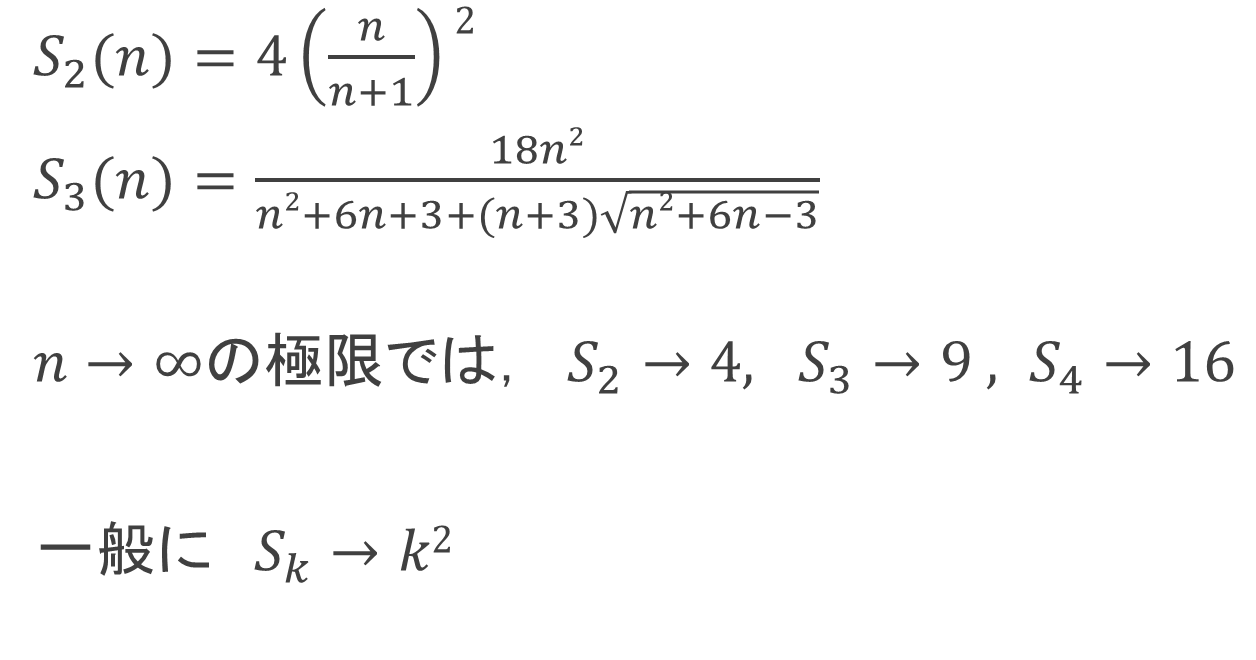 S₂(n) = 4(n/(n+1))²
S₃(n) = 18n²/(n²+6n+3+(n+3)√(n²+6n−3))
n → ∞の極限では, S₂ → 4, S₃ → 9 , S₄ → 16
一般に Sₖ → k²